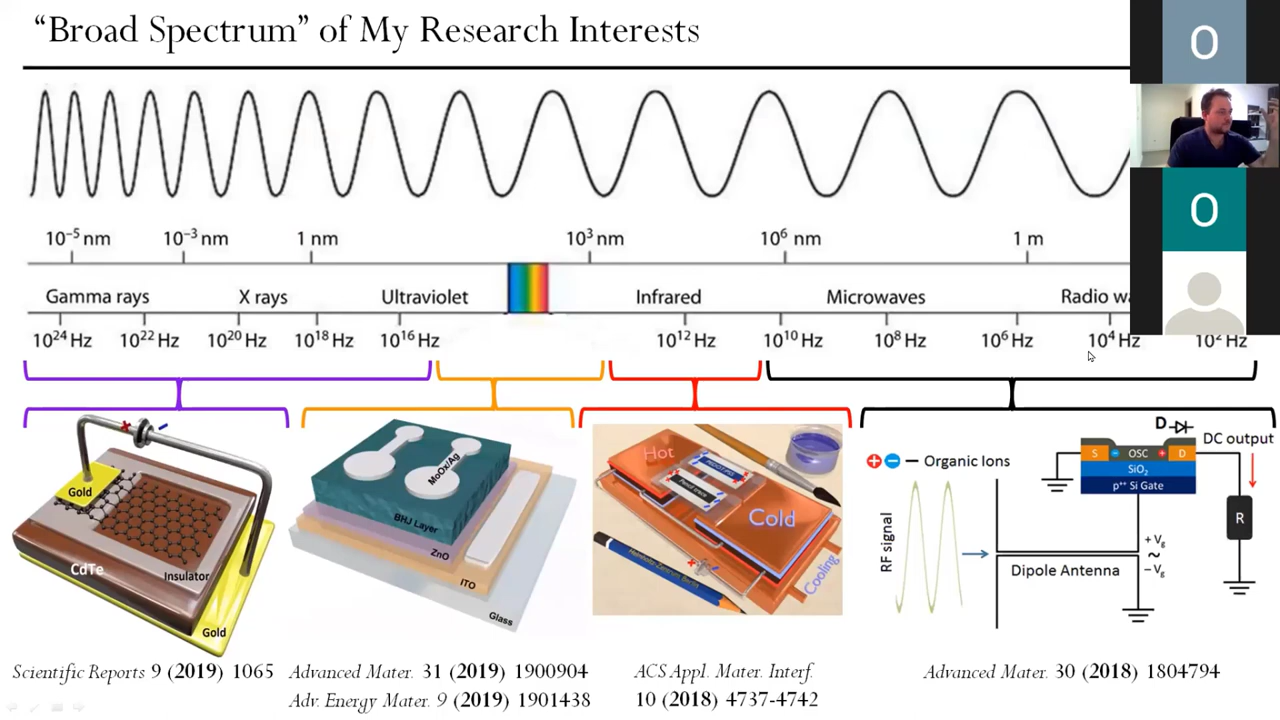 “Broad Spectrum” of My Research Interests
O
O
10⁻⁵ nm 10⁻³ nm 1 nm 10³ nm 10⁶ nm 1 m
Gamma rays X rays Ultraviolet Infrared Microwaves Radio wa
10²⁴ Hz 10²² Hz 10²⁰ Hz 10¹⁸ Hz 10¹⁶ Hz 10¹² Hz 10¹⁰ Hz 10⁸ Hz 10⁶ Hz 10⁴ Hz 10² Hz
Gold
CdTe
Insulator
Gold
MoOx/Ag
BHJ Layer
ZnO
ITO
Glass
Hot
Cold
Cooling
Organic Ions
RF signal
Dipole Antenna
D
DC output
S OSC D
SiO₂
p⁺⁺ Si Gate
R
+ Vg
~
− Vg
Scientific Reports 9 (2019) 1065
Advanced Mater. 31 (2019) 1900904
Adv. Energy Mater. 9 (2019) 1901438
ACS Appl. Mater. Interf.
10 (2018) 4737-4742
Advanced Mater. 30 (2018) 1804794